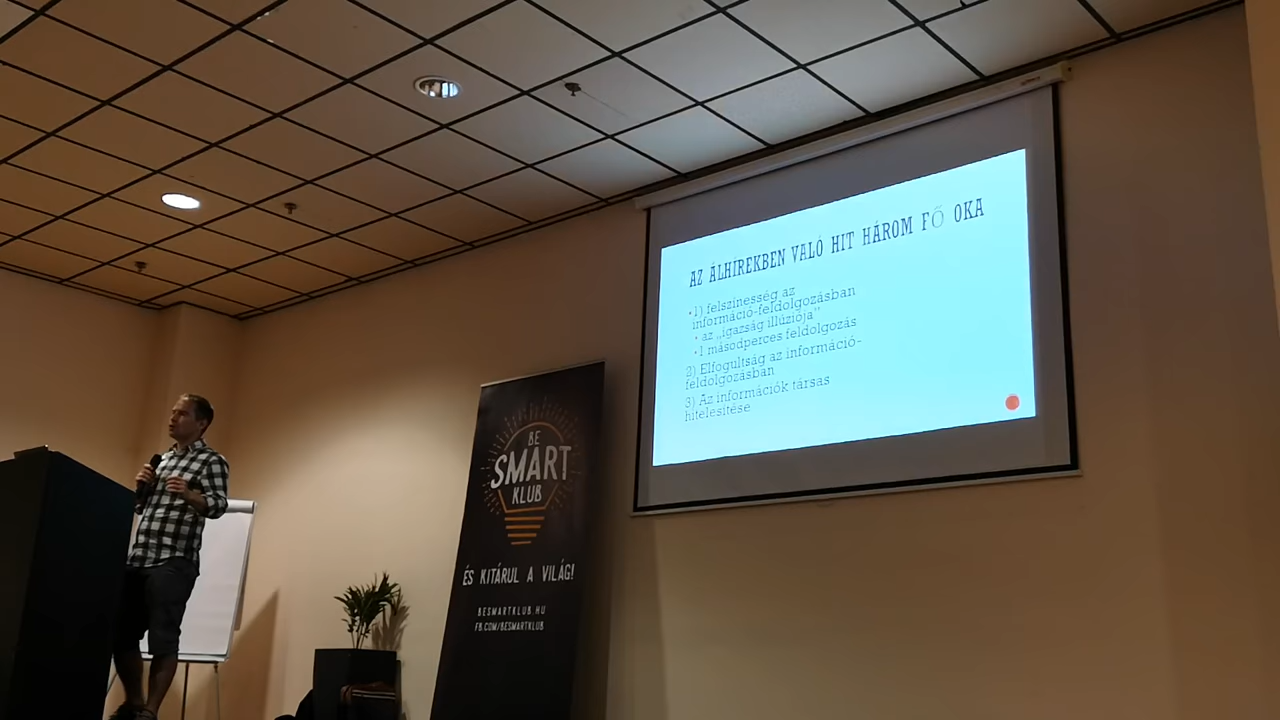 AZ ÁLHÍREKBEN VALÓ HIT HÁROM FŐ OKA
1) felszínesség az
információ-feldolgozásban
az „igazság illúziója”
1 másodperces feldolgozás
2) Elfogultság az információ-
feldolgozásban
3) Az információk társas
hitelesítése
BE
SMART
KLUB
ÉS KITÁRUL A VILÁG!
BESMARTKLUB.HU
FB.COM/BESMARTKLUB